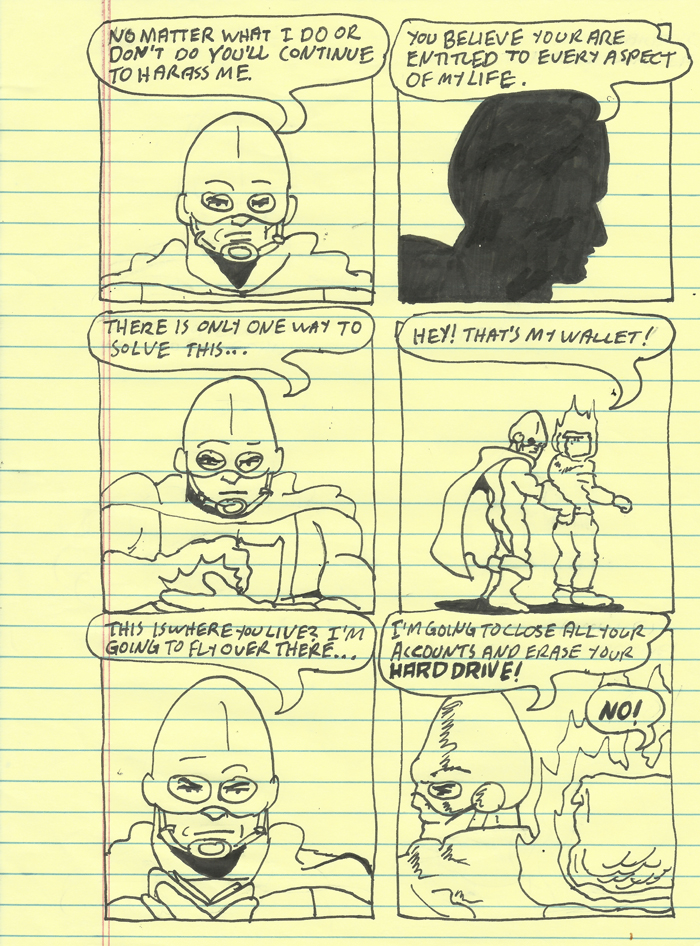 NO MATTER WHAT I DO OR
DON'T DO YOU'LL CONTINUE
TO HARASS ME.
YOU BELIEVE YOUR ARE
ENTITLED TO EVERY ASPECT
OF MY LIFE.
THERE IS ONLY ONE WAY TO
SOLVE THIS...
HEY! THAT'S MY WALLET!
THIS IS WHERE YOU LIVE? I'M
GOING TO FLY OVER THERE...
I'M GOING TO CLOSE ALL YOUR
ACCOUNTS AND ERASE YOUR
HARD DRIVE!
NO!